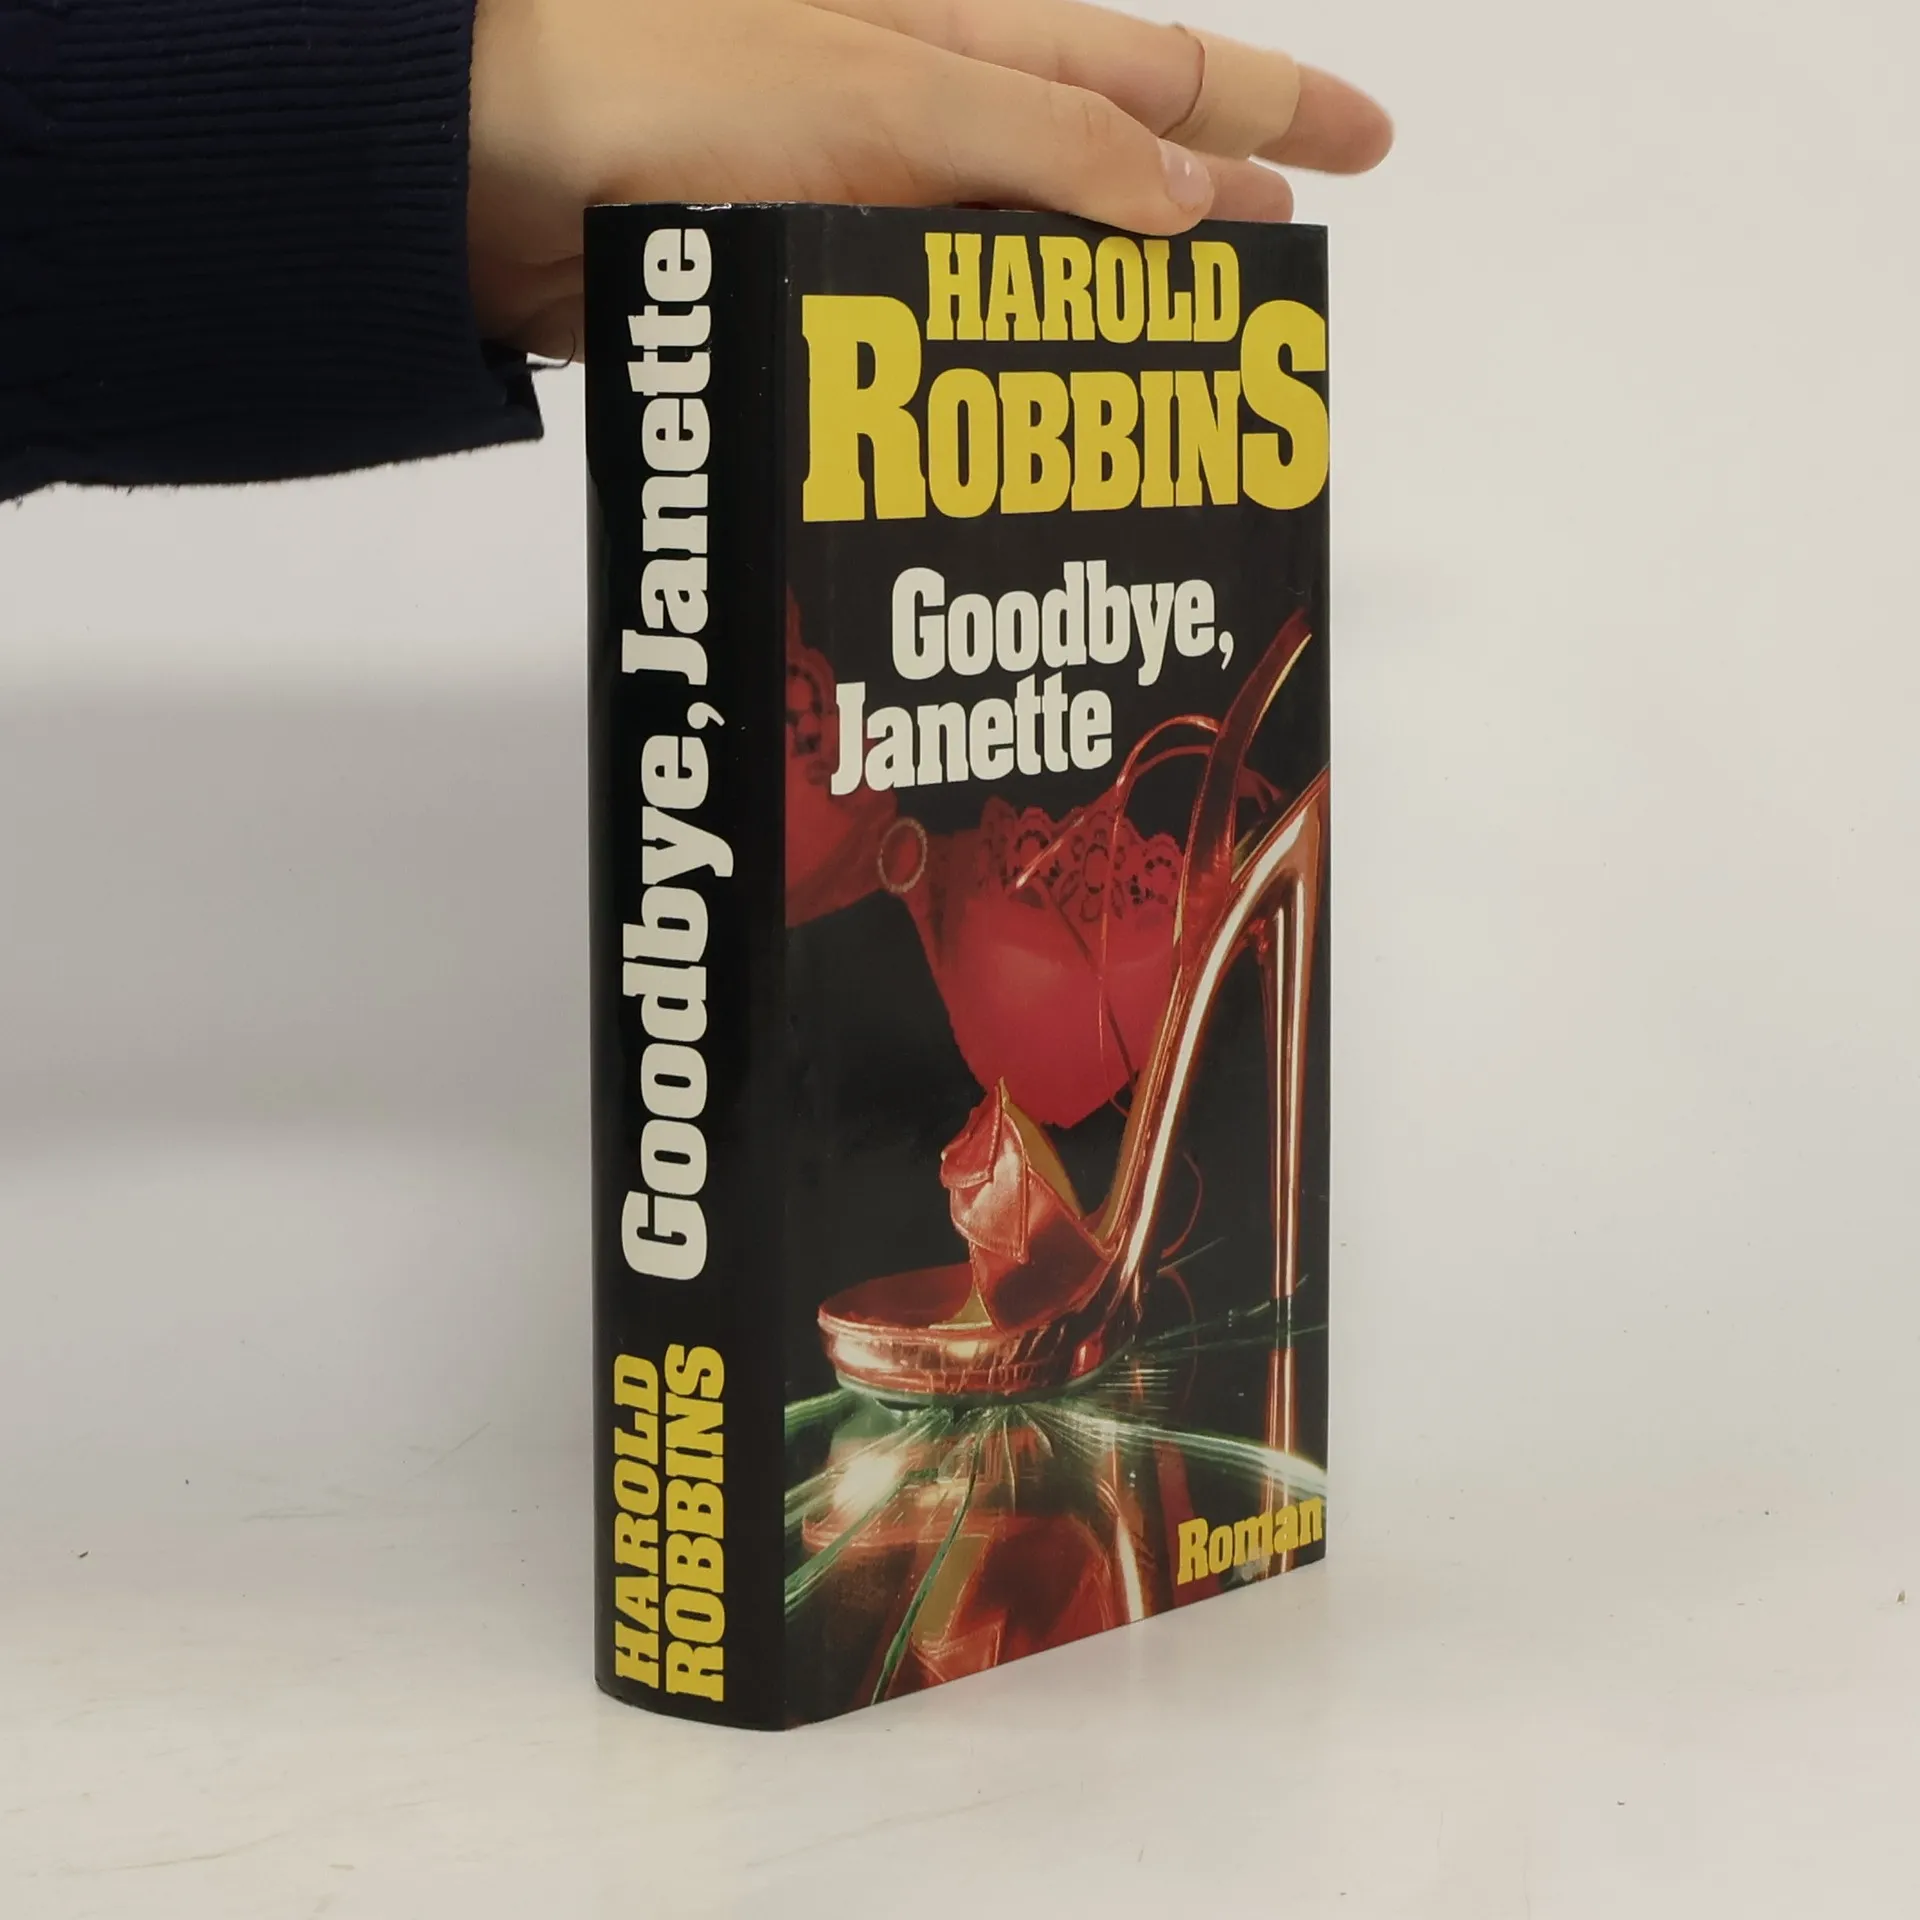 Goodbye, Janette
HAROLD
ROBBINS
HAROLD
ROBBINS
Goodbye,
Janette
Roman